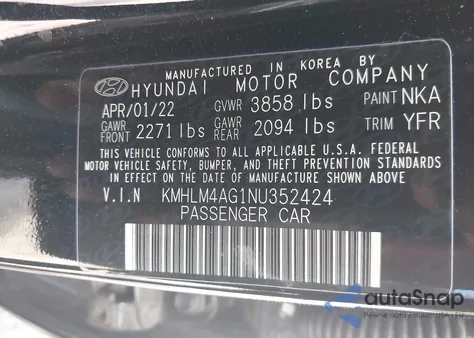 MANUFACTURED IN KOREA BY
HYUNDAI MOTOR COMPANY
APR/01/22 GVWR 3858 lbs PAINT NKA
GAWR FRONT 2271 lbs GAWR REAR 2094 lbs TRIM YFR
THIS VEHICLE CONFORMS TO ALL APPLICABLE U.S.A. FEDERAL
MOTOR VEHICLE SAFETY, BUMPER, AND THEFT PREVENTION STANDARDS
IN EFFECT ON THE DATE OF MANUFACTURE SHOWN ABOVE
V.I.N KMHLM4AG1NU352424
PASSENGER CAR
autoSnap